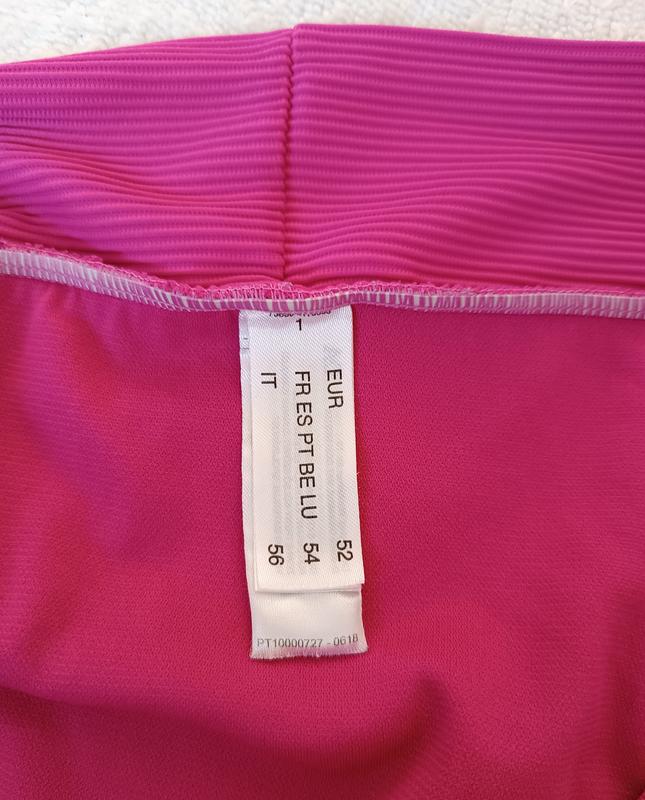 1
EUR 52
FR ES PT BE LU 54
IT 56
PT10000727 - 0618